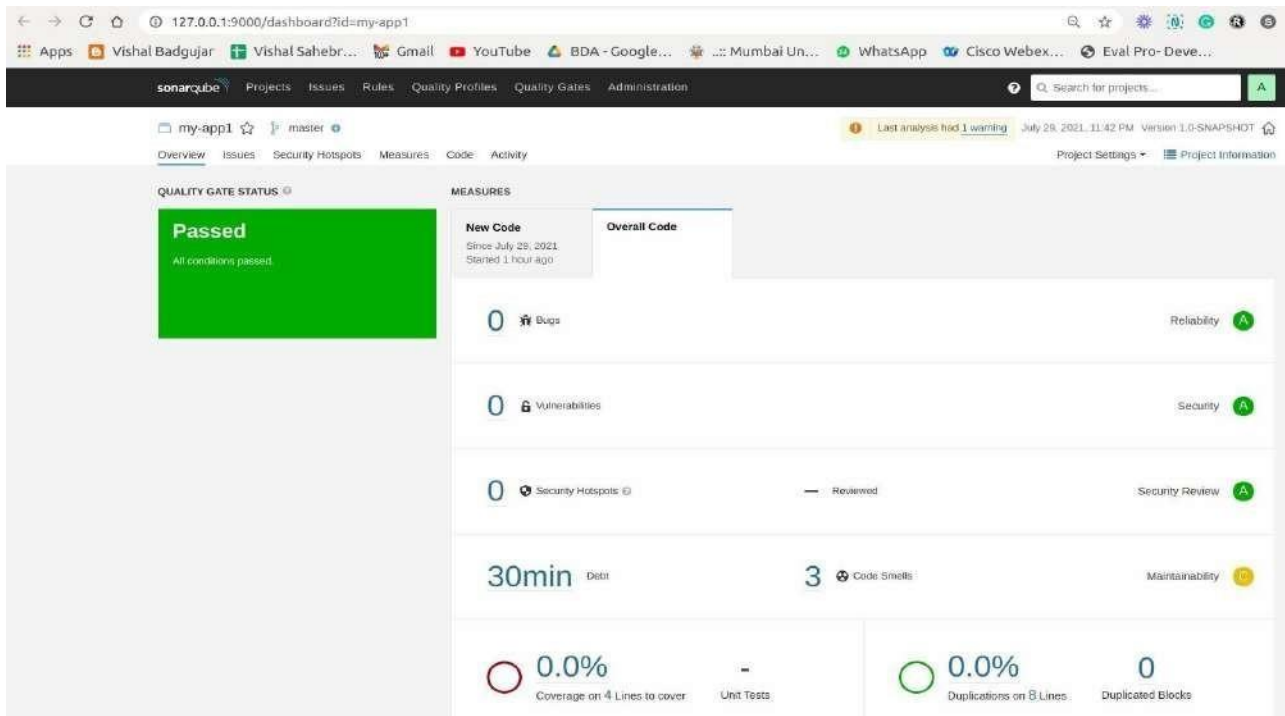 127.0.0.1:9000/dashboard?id=my-app1
Apps Vishal Badgujar Vishal Sahebr... Gmail YouTube BDA - Google... ..:: Mumbai Un... WhatsApp Cisco Webex... Eval Pro- Deve...
sonarqube Projects Issues Rules Quality Profiles Quality Gates Administration Search for projects... A
my-app1 master Last analysis had 1 warning July 29, 2021, 11:42 PM Version 1.0-SNAPSHOT
Overview Issues Security Hotspots Measures Code Activity Project Settings Project Information
QUALITY GATE STATUS MEASURES
Passed
All conditions passed.
New Code Overall Code
Since July 29, 2021
Started 1 hour ago
0 Bugs Reliability A
0 Vulnerabilities Security A
0 Security Hotspots — Reviewed Security Review A
30min Debt 3 Code Smells Maintainability
0.0% - 0.0% 0
Coverage on 4 Lines to cover Unit Tests Duplications on 8 Lines Duplicated Blocks